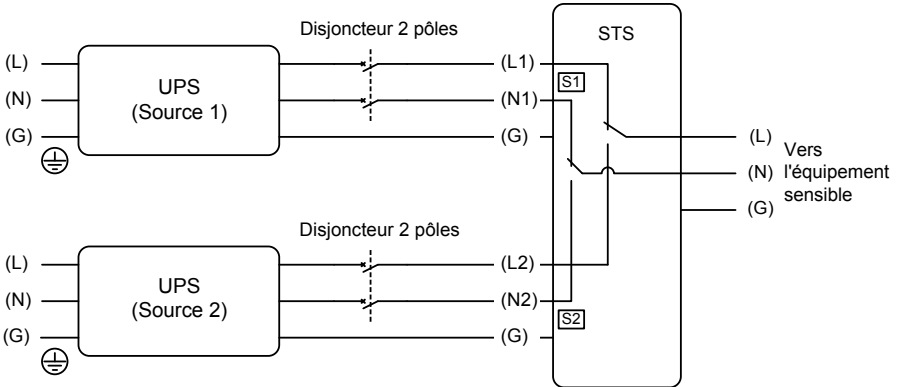 Disjoncteur 2 pôles
STS
(L)
UPS
(Source 1)
(L1)
S1
(N)
(N1)
(G)
(G)
(L)
Vers
(N)
l'équipement
sensible
(G)
Disjoncteur 2 pôles
(L)
UPS
(Source 2)
(L2)
(N)
(N2)
S2
(G)
(G)